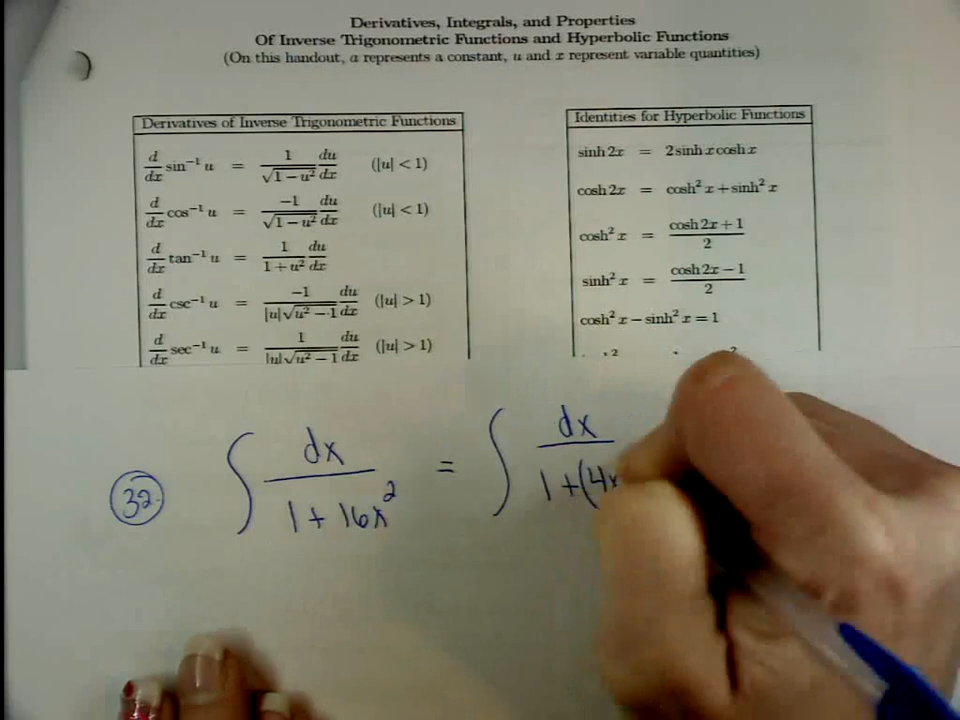 Derivatives, Integrals, and Properties
Of Inverse Trigonometric Functions and Hyperbolic Functions
(On this handout, a represents a constant, u and x represent variable quantities)
Derivatives of Inverse Trigonometric Functions
d/dx sin⁻¹ u = 1/√(1 − u²) du/dx (|u| < 1)
d/dx cos⁻¹ u = −1/√(1 − u²) du/dx (|u| < 1)
d/dx tan⁻¹ u = 1/(1 + u²) du/dx
d/dx csc⁻¹ u = −1/(|u|√(u² − 1)) du/dx (|u| > 1)
d/dx sec⁻¹ u = 1/(|u|√(u² − 1)) du/dx (|u| > 1)
Identities for Hyperbolic Functions
sinh 2x = 2 sinh x cosh x
cosh 2x = cosh² x + sinh² x
cosh² x = (cosh 2x + 1)/2
sinh² x = (cosh 2x − 1)/2
cosh² x − sinh² x = 1
32. ∫ dx/(1 + 16x²) = ∫ dx/(1 + (4x